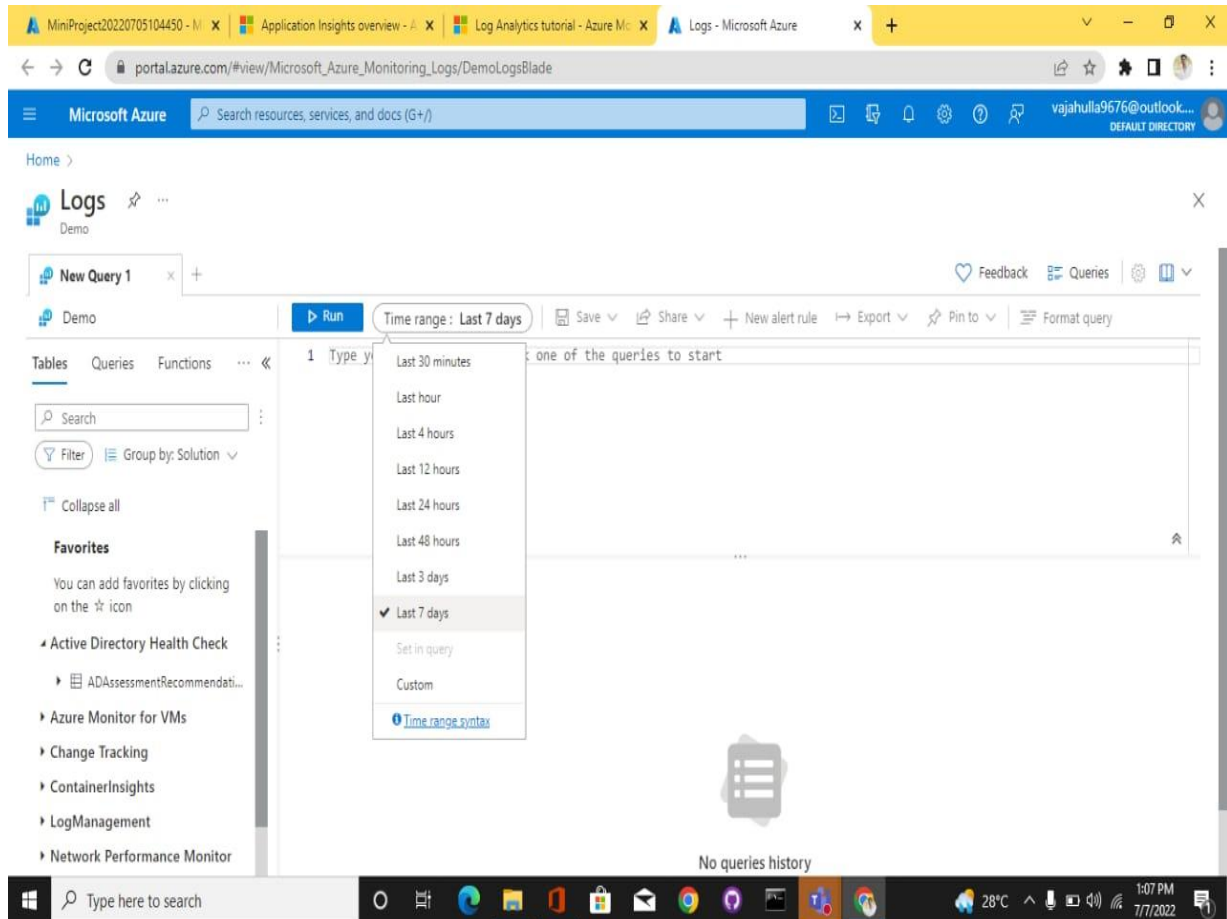 MiniProject20220705104450 - M
Application Insights overview - A
Log Analytics tutorial - Azure Mo
Logs - Microsoft Azure
portal.azure.com/#view/Microsoft_Azure_Monitoring_Logs/DemoLogsBlade
Microsoft Azure
Search resources, services, and docs (G+/)
vajahulla9676@outlook....
DEFAULT DIRECTORY
Home >
Logs
Demo
New Query 1
Feedback
Queries
Demo
Run
Time range : Last 7 days
Save
Share
New alert rule
Export
Pin to
Format query
Tables Queries Functions
1 Type y one of the queries to start
Search
Filter
Group by: Solution
Collapse all
Favorites
You can add favorites by clicking
on the ☆ icon
Active Directory Health Check
ADAssessmentRecommendati...
Azure Monitor for VMs
Change Tracking
ContainerInsights
LogManagement
Network Performance Monitor
Last 30 minutes
Last hour
Last 4 hours
Last 12 hours
Last 24 hours
Last 48 hours
Last 3 days
Last 7 days
Set in query
Custom
Time range syntax
No queries history
Type here to search
28°C
1:07 PM
7/7/2022